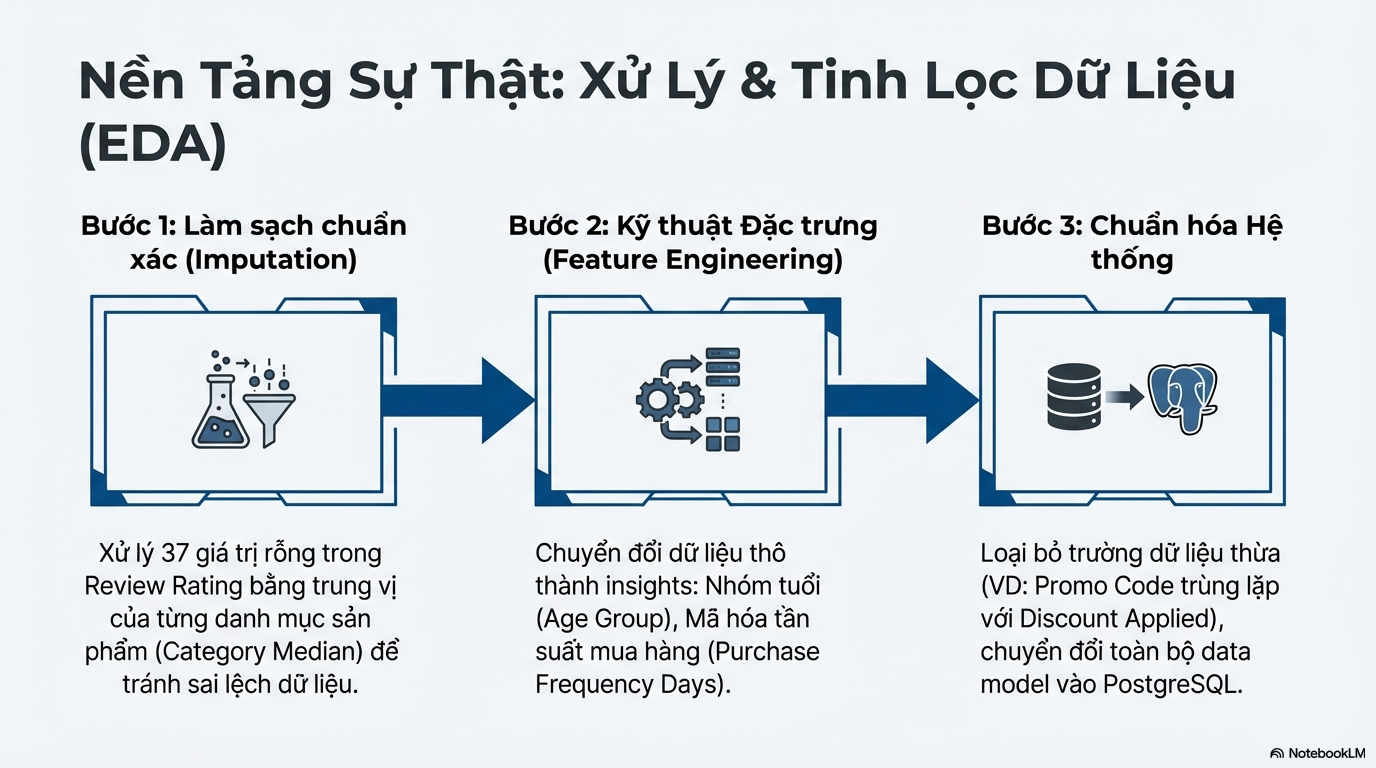 Nền Tảng Sự Thật: Xử Lý & Tinh Lọc Dữ Liệu
(EDA)
Bước 1: Làm sạch chuẩn
xác (Imputation)
Xử lý 37 giá trị rỗng trong
Review Rating bằng trung vị
của từng danh mục sản
phẩm (Category Median) để
tránh sai lệch dữ liệu.
Bước 2: Kỹ thuật Đặc trưng
(Feature Engineering)
Chuyển đổi dữ liệu thô
thành insights: Nhóm tuổi
(Age Group), Mã hóa tần
suất mua hàng (Purchase
Frequency Days).
Bước 3: Chuẩn hóa Hệ
thống
Loại bỏ trường dữ liệu thừa
(VD: Promo Code trùng lặp
với Discount Applied),
chuyển đổi toàn bộ data
model vào PostgreSQL.
NotebookLM